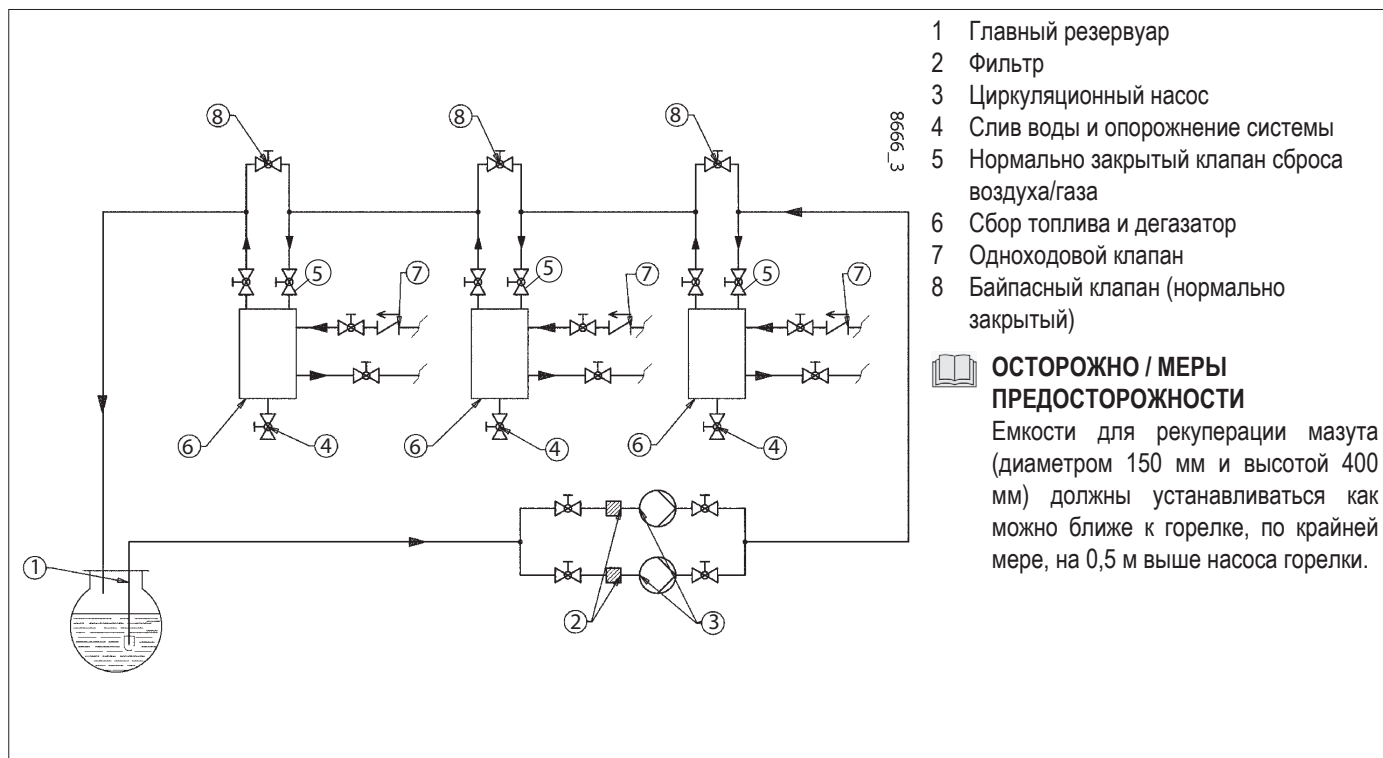 8
8
8
8666_3
5
7
5
7
5
7
6
4
6
4
6
4
1
2
3
1 Главный резервуар
2 Фильтр
3 Циркуляционный насос
4 Слив воды и опорожнение системы
5 Нормально закрытый клапан сброса
воздуха/газа
6 Сбор топлива и дегазатор
7 Одноходовой клапан
8 Байпасный клапан (нормально
закрытый)
ОСТОРОЖНО / МЕРЫ
ПРЕДОСТОРОЖНОСТИ
Емкости для рекуперации мазута
(диаметром 150 мм и высотой 400
мм) должны устанавливаться как
можно ближе к горелке, по крайней
мере, на 0,5 м выше насоса горелки.